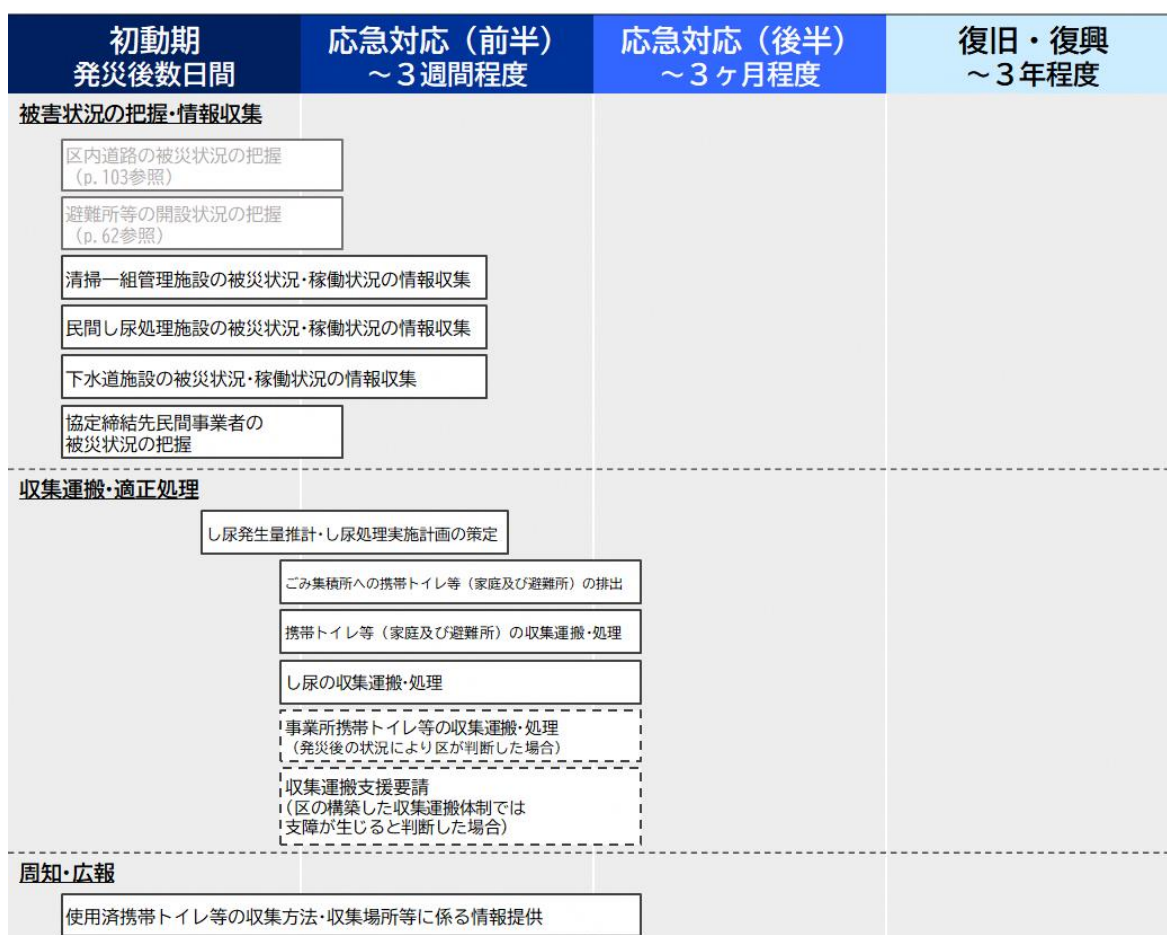 初動期
発災後数日間
応急対応（前半）
～３週間程度
応急対応（後半）
～３ヶ月程度
復旧・復興
～３年程度
被害状況の把握・情報収集
区内道路の被災状況の把握
（p.103参照）
避難所等の開設状況の把握
（p.62参照）
清掃一組管理施設の被災状況・稼働状況の情報収集
民間し尿処理施設の被災状況・稼働状況の情報収集
下水道施設の被災状況・稼働状況の情報収集
協定締結先民間事業者の
被災状況の把握
収集運搬・適正処理
し尿発生量推計・し尿処理実施計画の策定
ごみ集積所への携帯トイレ等（家庭及び避難所）の排出
携帯トイレ等（家庭及び避難所）の収集運搬・処理
し尿の収集運搬・処理
事業所携帯トイレ等の収集運搬・処理
（発災後の状況により区が判断した場合）
収集運搬支援要請
（区の構築した収集運搬体制では
支障が生じると判断した場合）
周知・広報
使用済携帯トイレ等の収集方法・収集場所等に係る情報提供